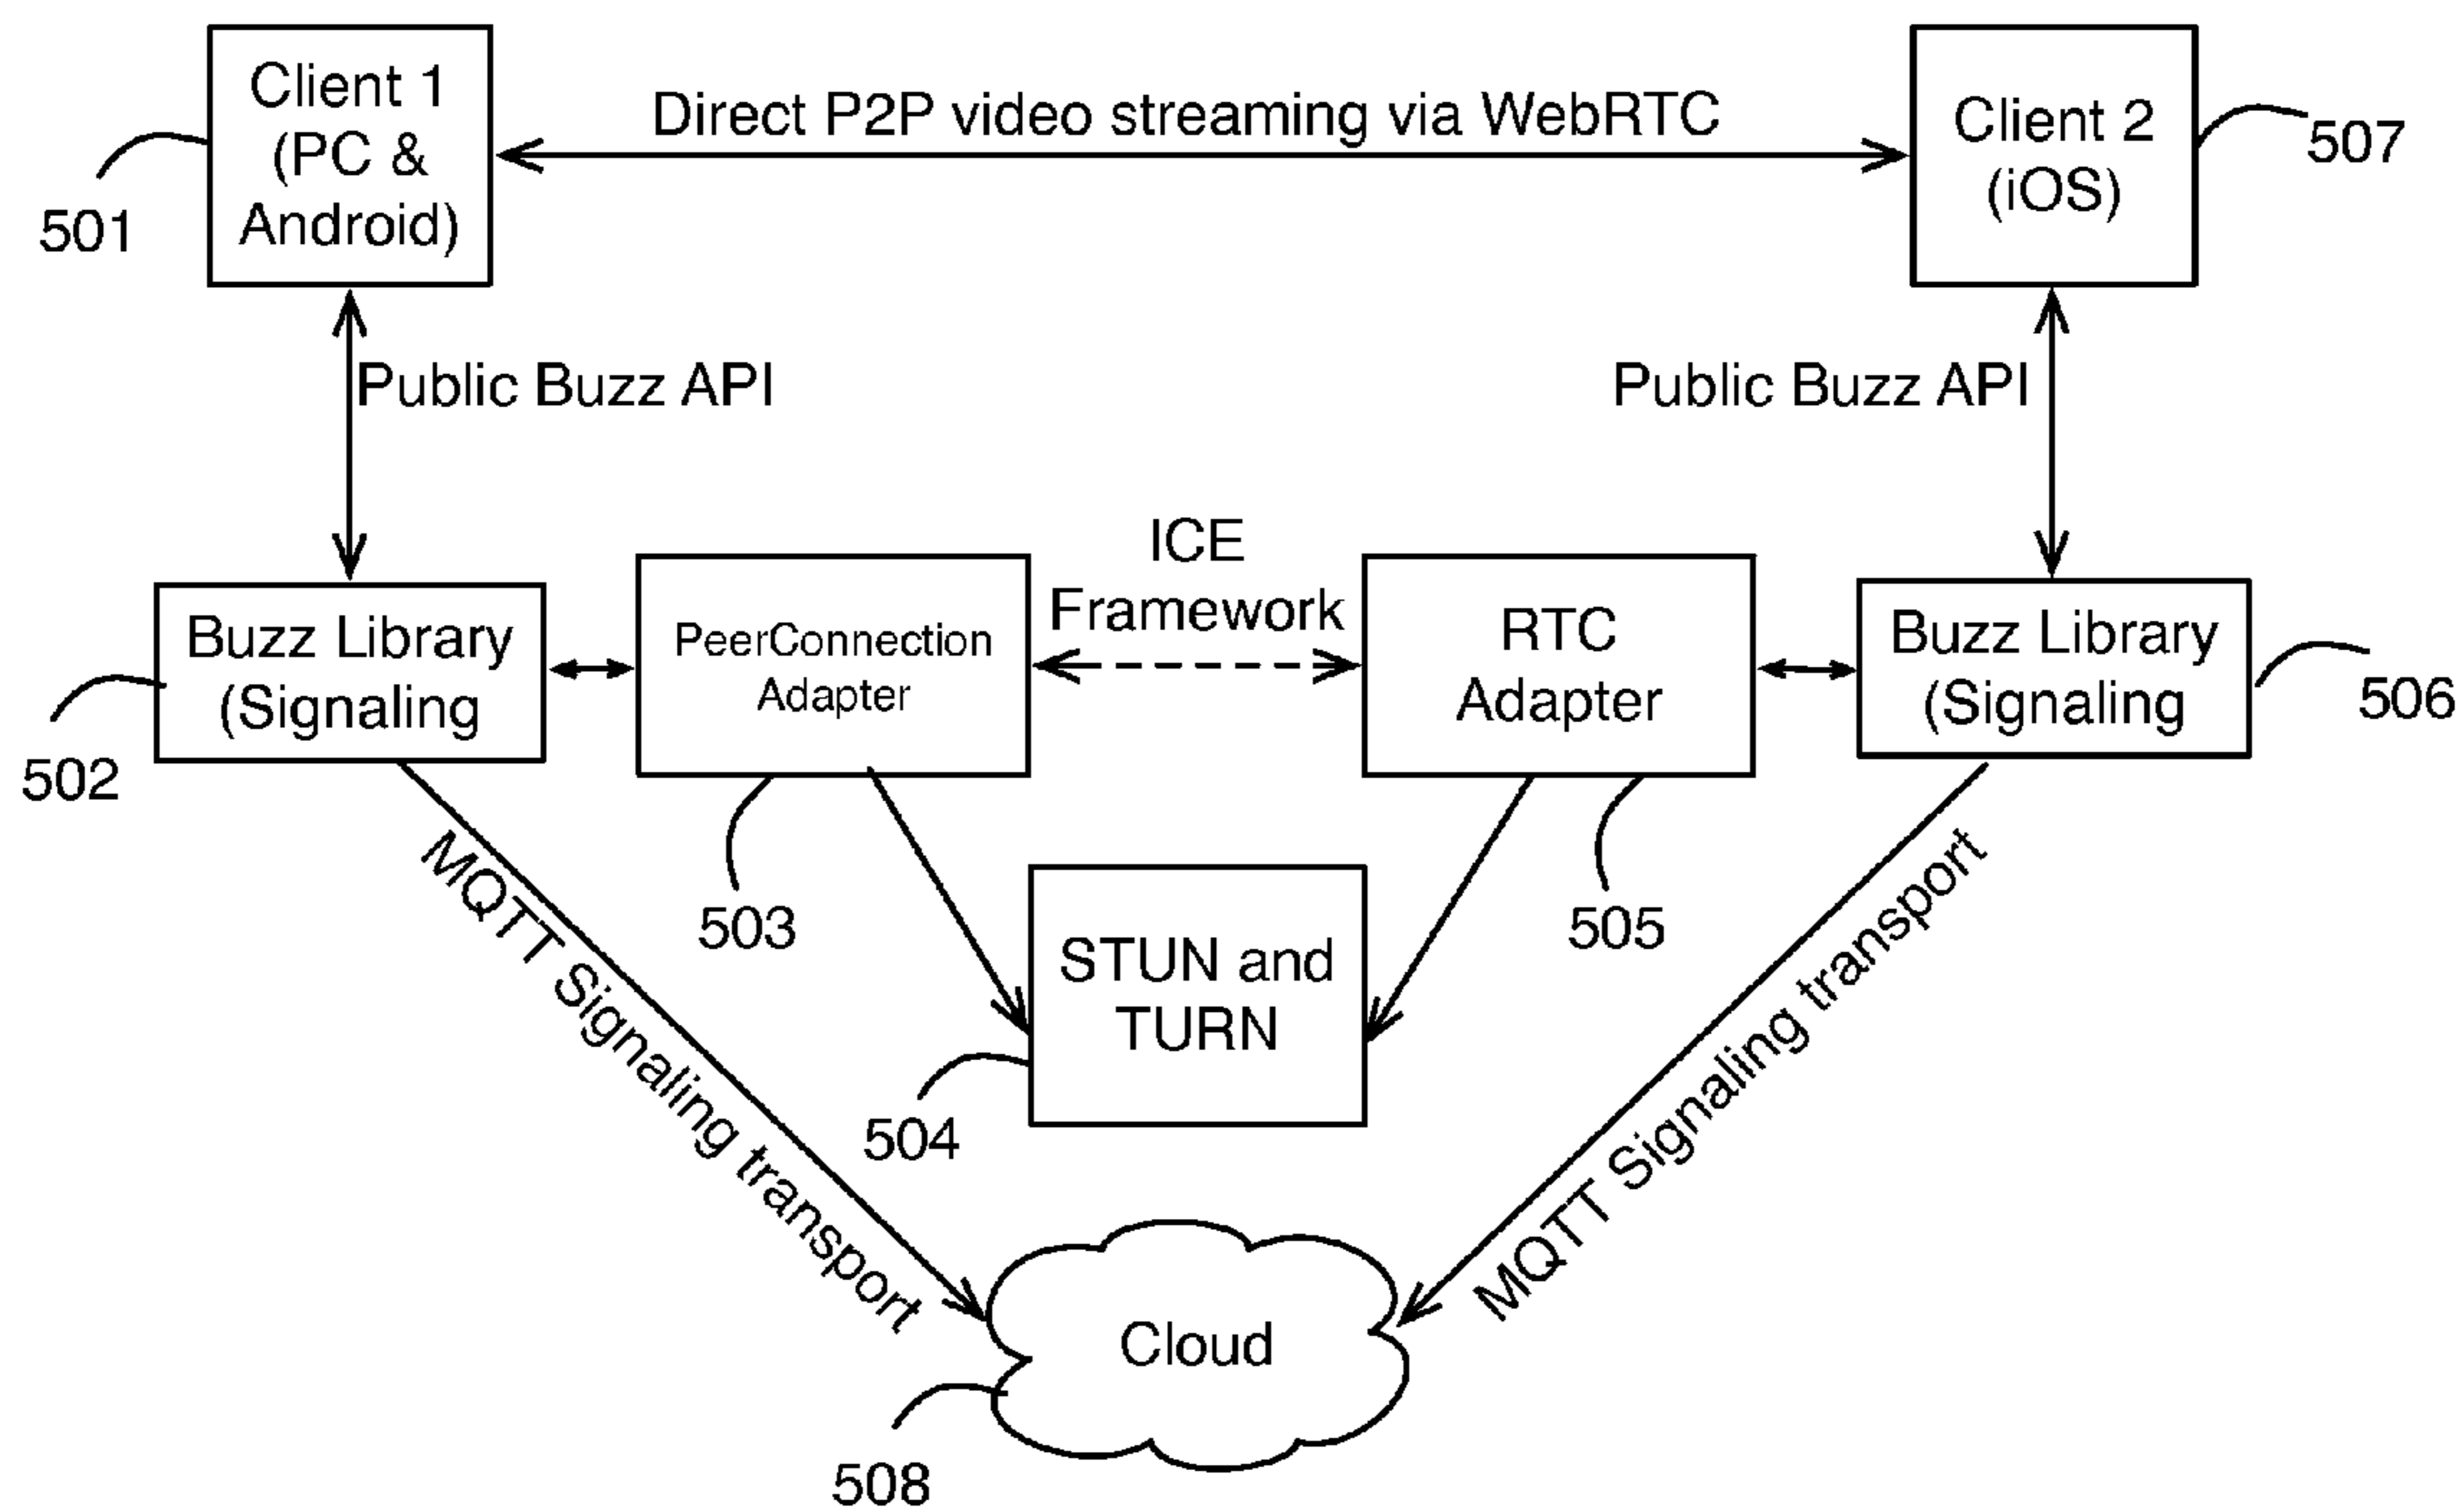 Client 1
(PC &
Android)
501
Direct P2P video streaming via WebRTC
Client 2
(iOS)
507
Public Buzz API
Public Buzz API
Buzz Library
(Signaling
502
PeerConnection
Adapter
503
ICE
Framework
RTC
Adapter
505
Buzz Library
(Signaling
506
STUN and
TURN
504
MQTT Signaling transport
MQTT Signaling transport
Cloud
508